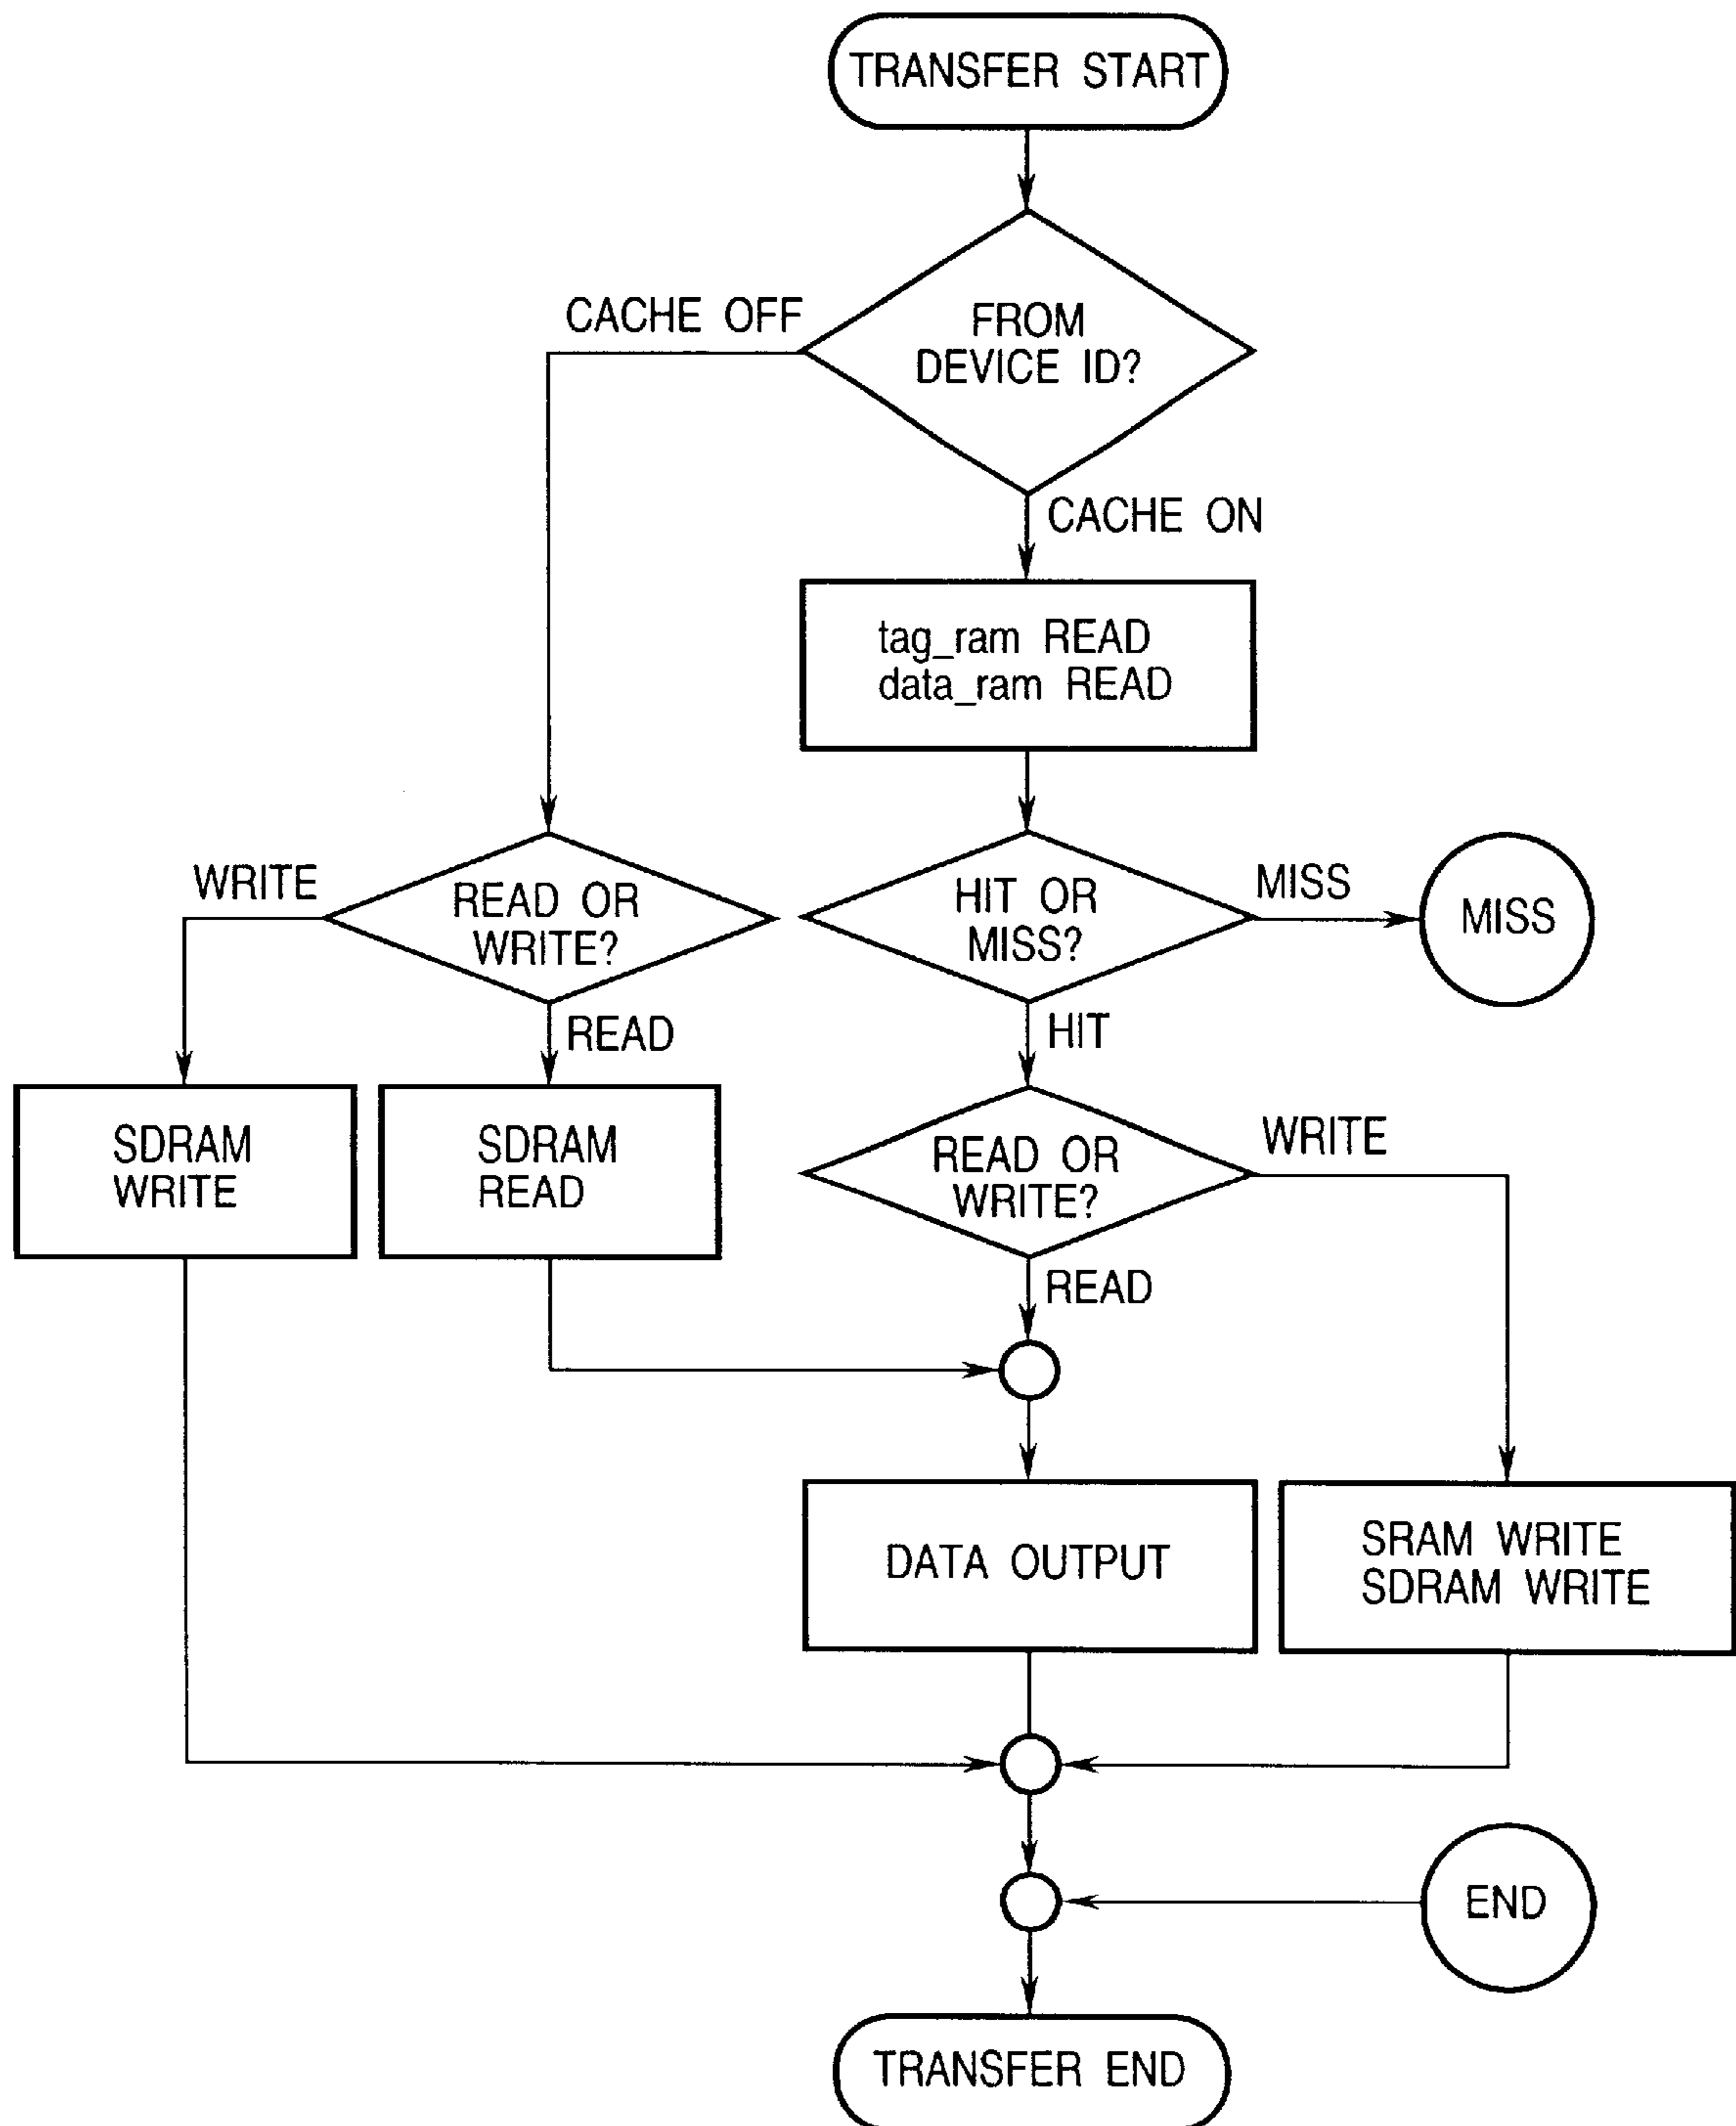 TRANSFER START
CACHE OFF
FROM
DEVICE ID?
CACHE ON
tag_ram READ
data_ram READ
WRITE
READ OR
WRITE?
READ
HIT OR
MISS?
MISS
MISS
HIT
SDRAM
WRITE
SDRAM
READ
READ OR
WRITE?
WRITE
READ
DATA OUTPUT
SRAM WRITE
SDRAM WRITE
END
TRANSFER END